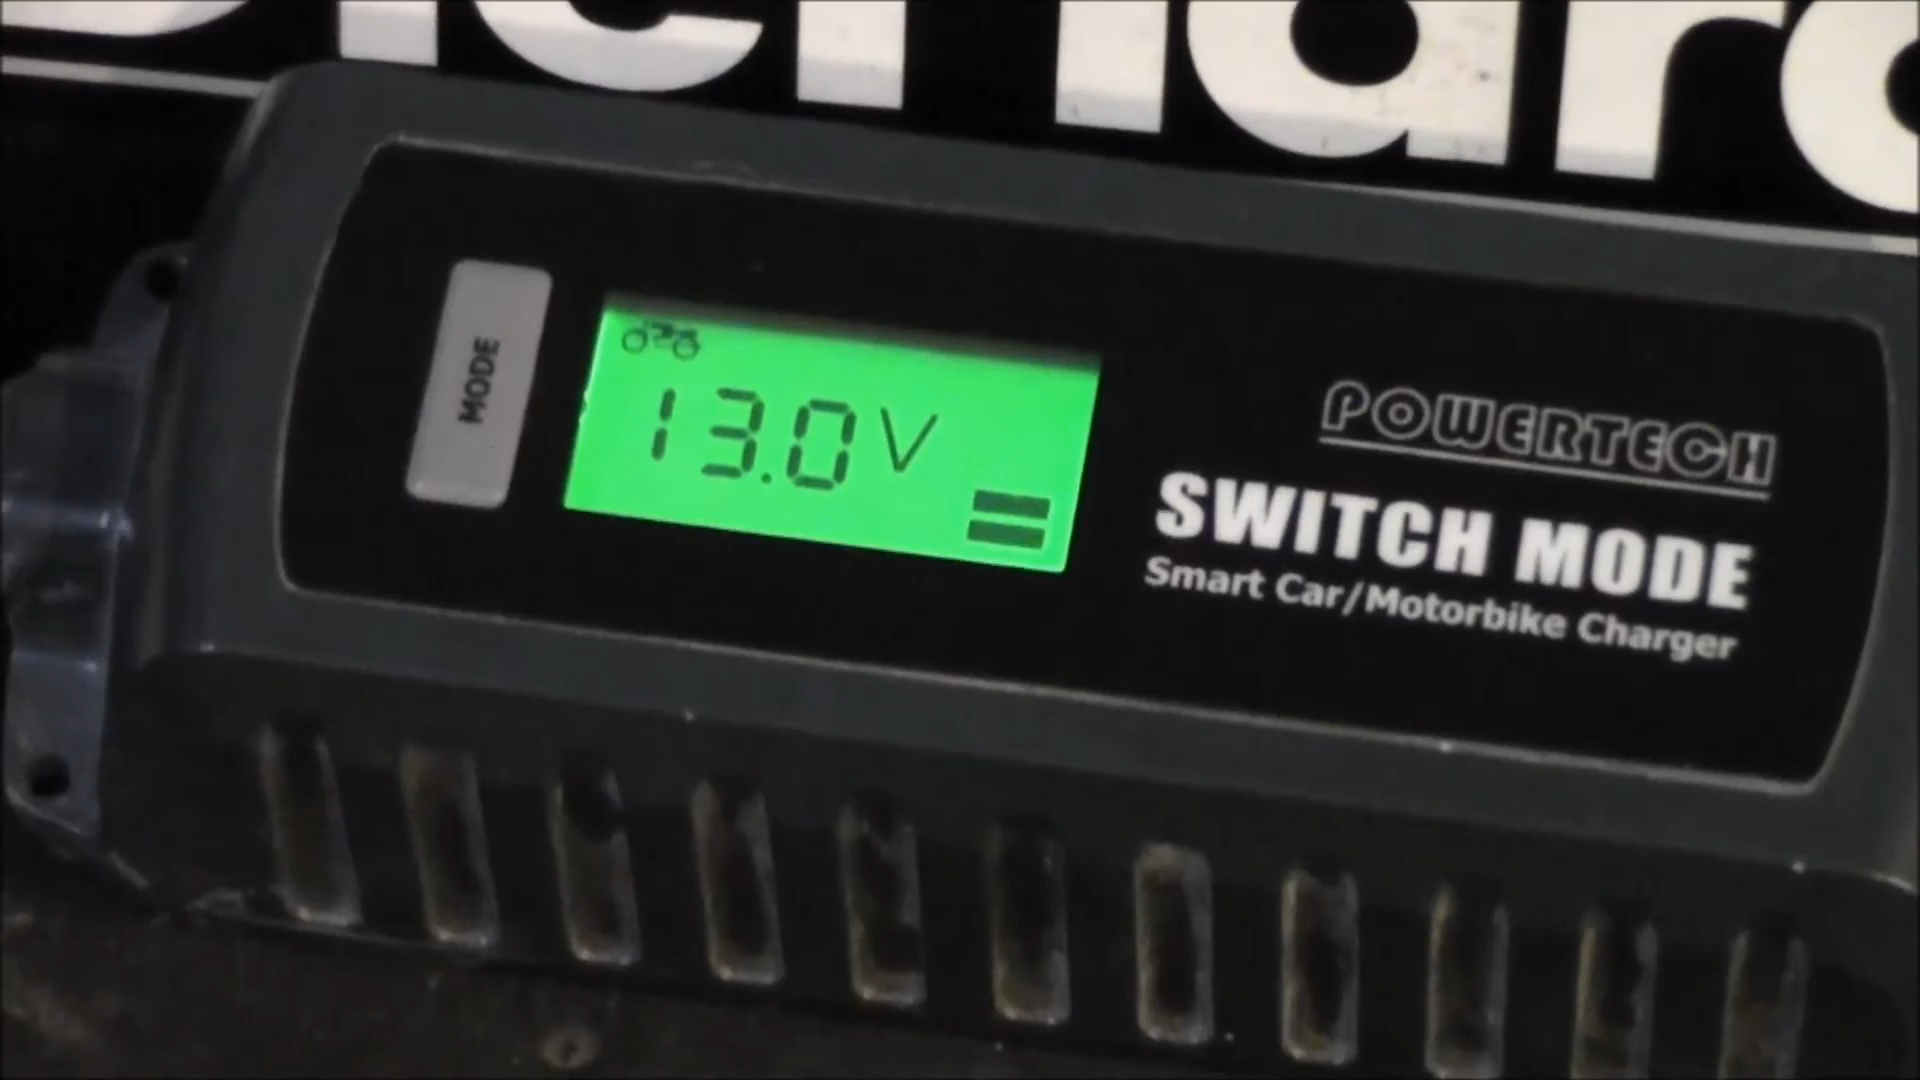 MODE
13.0V
POWERTECH
SWITCH MODE
Smart Car/Motorbike Charger